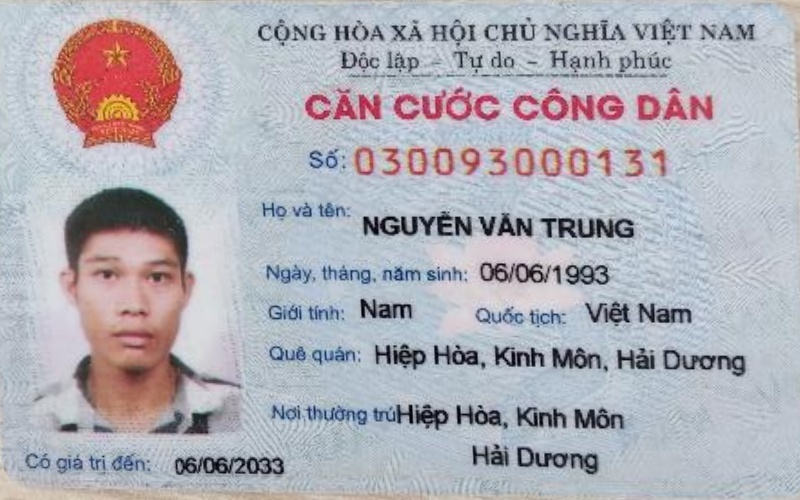 CỘNG HÒA XÃ HỘI CHỦ NGHĨA VIỆT NAM
Độc lập - Tự do - Hạnh phúc
CĂN CƯỚC CÔNG DÂN
Số: 030093000131
Họ và tên: NGUYỄN VĂN TRUNG
Ngày, tháng, năm sinh: 06/06/1993
Giới tính: Nam Quốc tịch: Việt Nam
Quê quán: Hiệp Hòa, Kinh Môn, Hải Dương
Nơi thường trú Hiệp Hòa, Kinh Môn
Hải Dương
Có giá trị đến: 06/06/2033